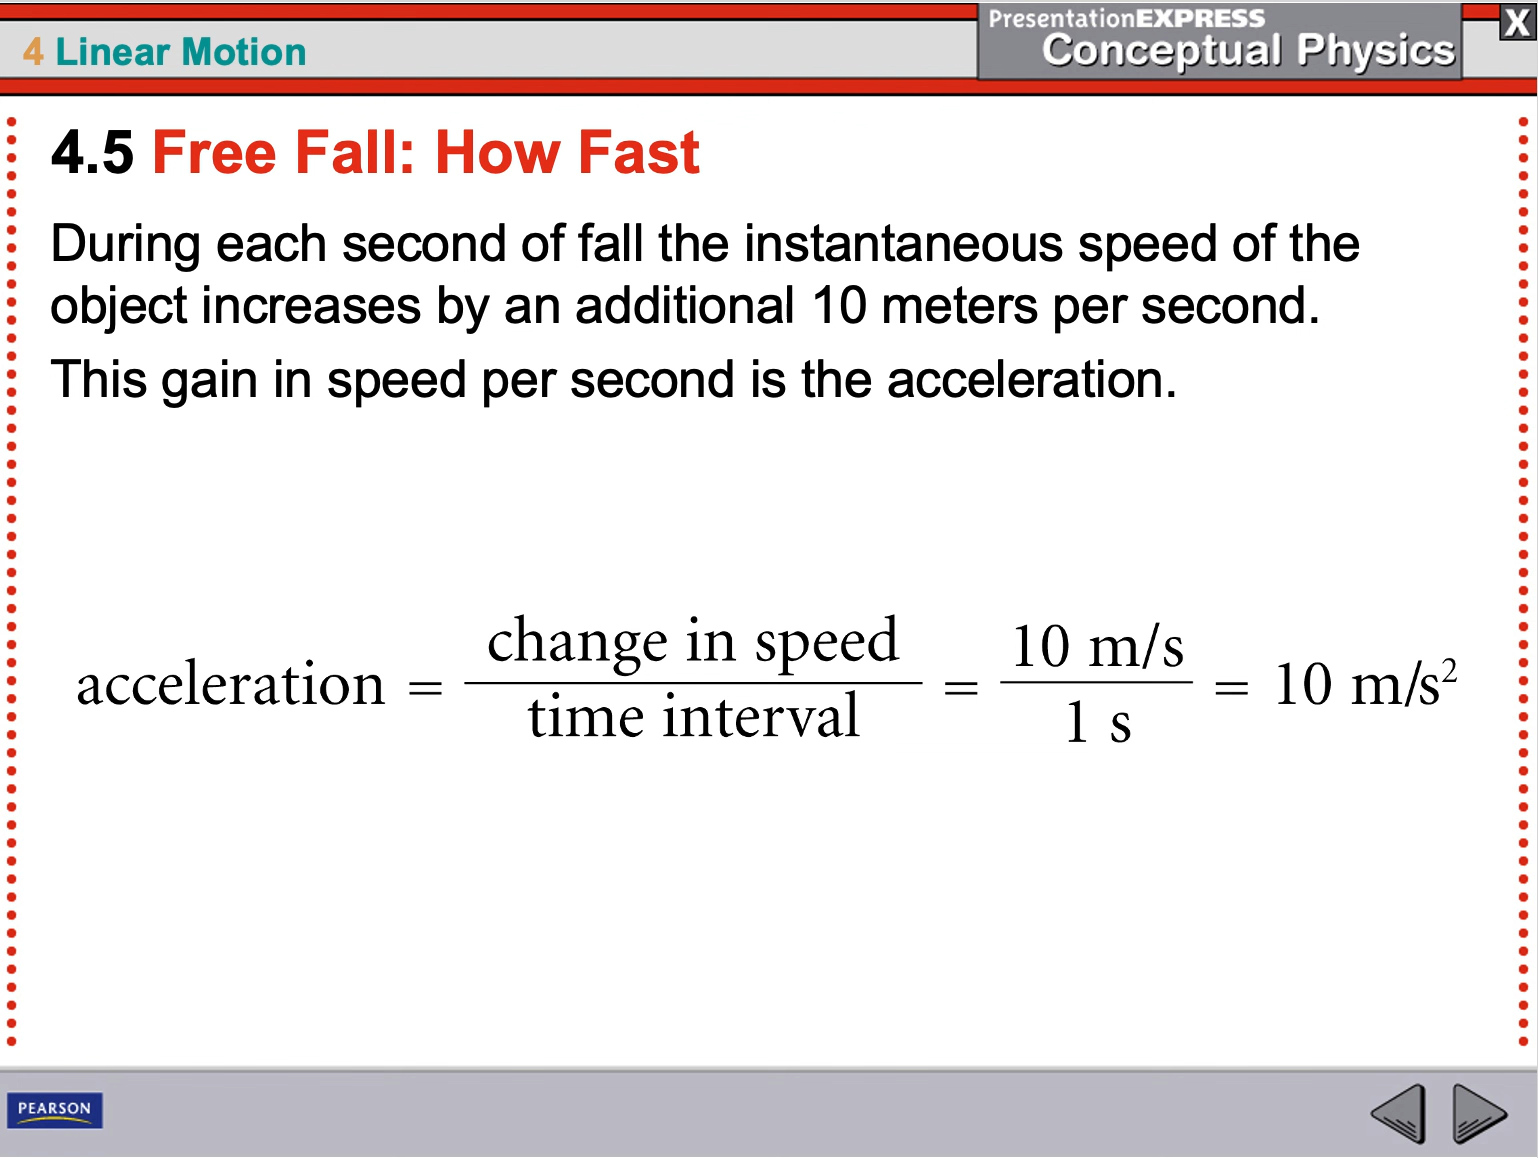 PresentationEXPRESS
X
4 Linear Motion
Conceptual Physics
4.5 Free Fall: How Fast
During each second of fall the instantaneous speed of the
object increases by an additional 10 meters per second.
This gain in speed per second is the acceleration.
acceleration = change in speed / time interval = 10 m/s / 1 s = 10 m/s²
PEARSON